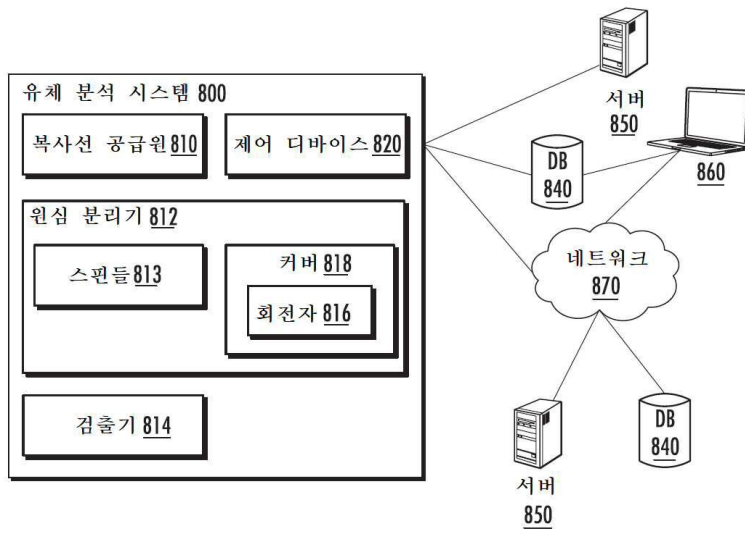 유체 분석 시스템 800
복사선 공급원 810
제어 디바이스 820
원심 분리기 812
스핀들 813
커버 818
회전자 816
검출기 814
서버
850
DB
840
860
네트워크
870
서버
850
DB
840